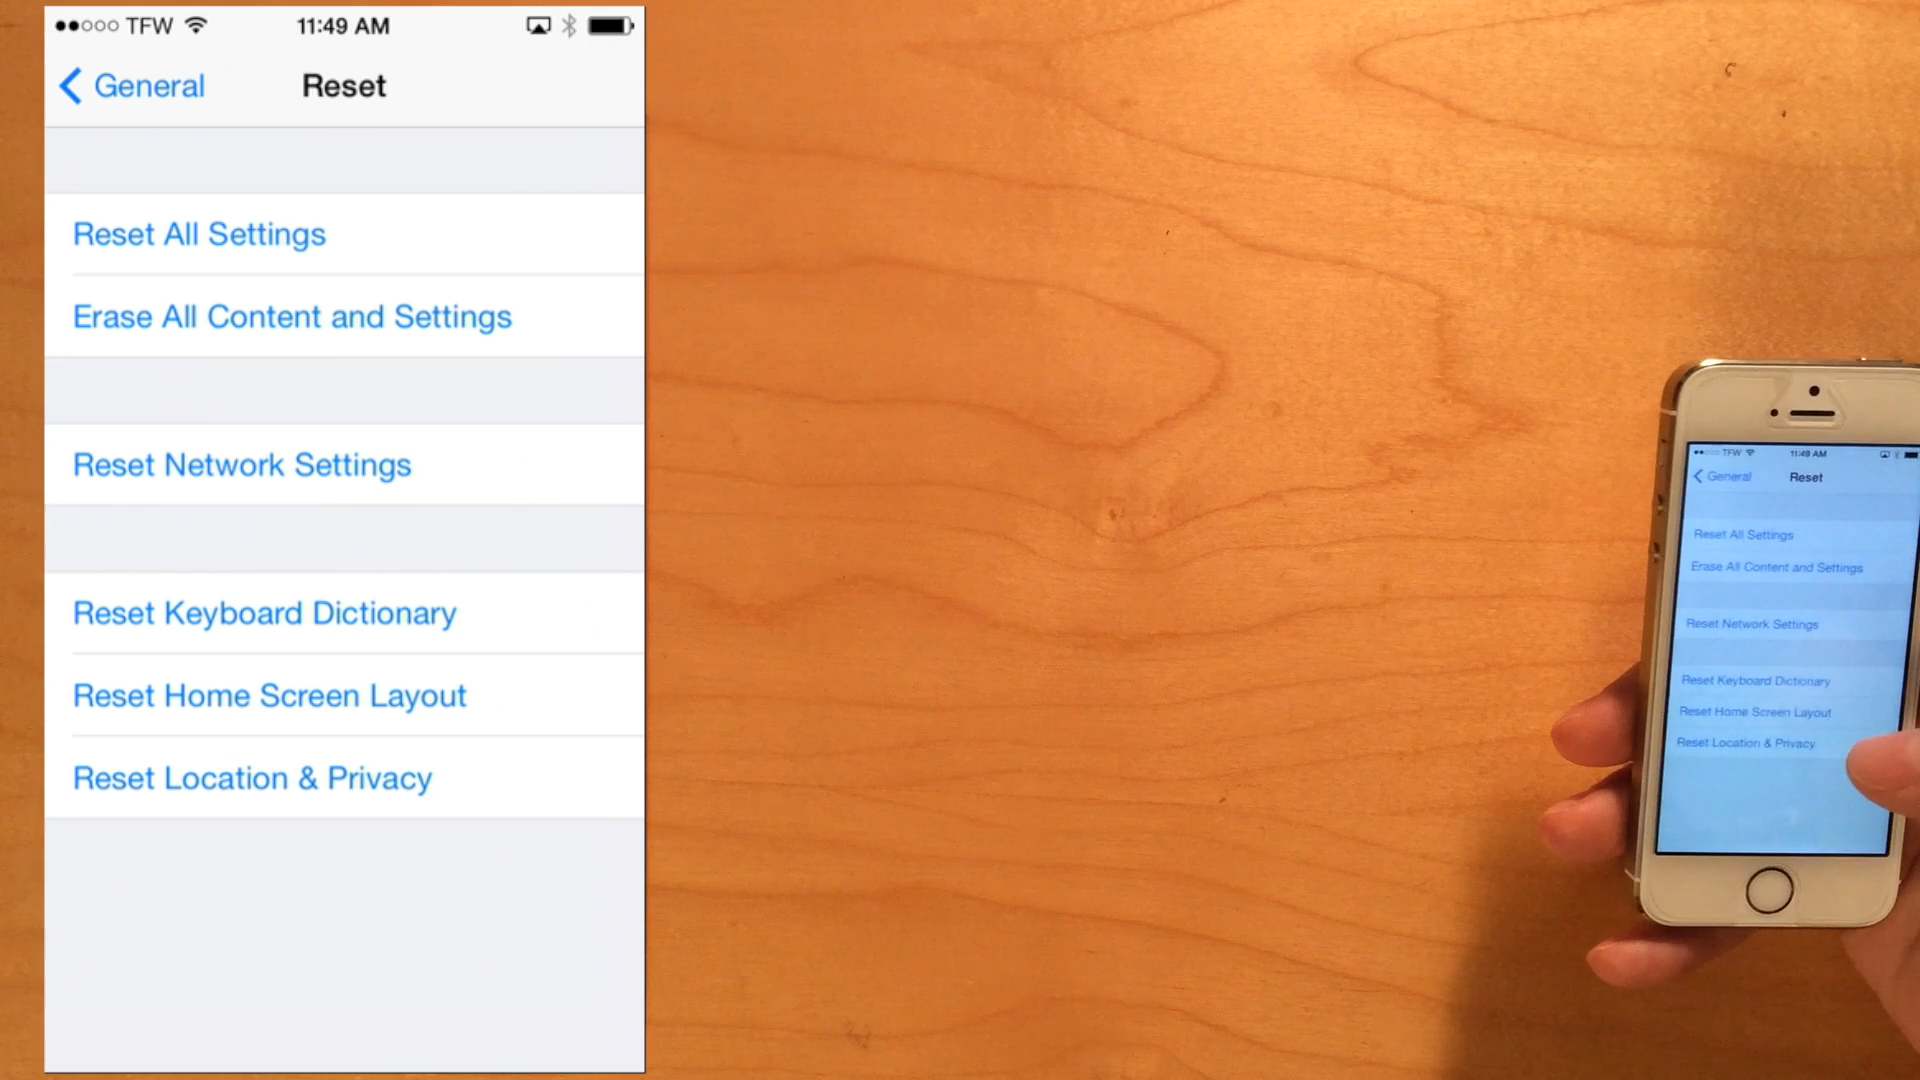 TFW 11:49 AM
General Reset
Reset All Settings
Erase All Content and Settings
Reset Network Settings
Reset Keyboard Dictionary
Reset Home Screen Layout
Reset Location & Privacy
TFW 11:49 AM
General Reset
Reset All Settings
Erase All Content and Settings
Reset Network Settings
Reset Keyboard Dictionary
Reset Home Screen Layout
Reset Location & Privacy